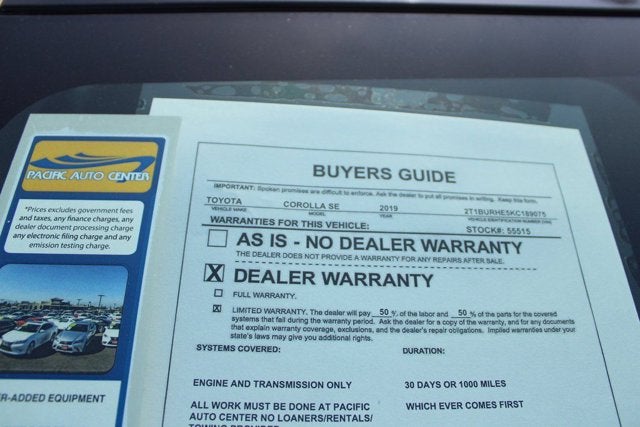 PACIFIC AUTO CENTER
*Prices excludes government fees
and taxes, any finance charges, any
dealer document processing charge
any electronic filing charge and any
emission testing charge.
R-ADDED EQUIPMENT
BUYERS GUIDE
IMPORTANT: Spoken promises are difficult to enforce. Ask the dealer to put all promises in writing. Keep this form.
TOYOTA COROLLA SE 2019 2T1BURHE5KC189075
VEHICLE MAKE MODEL YEAR VEHICLE IDENTIFICATION NUMBER (VIN)
WARRANTIES FOR THIS VEHICLE: STOCK#: 55515
AS IS - NO DEALER WARRANTY
THE DEALER DOES NOT PROVIDE A WARRANTY FOR ANY REPAIRS AFTER SALE.
X DEALER WARRANTY
FULL WARRANTY.
X LIMITED WARRANTY. The dealer will pay 50 % of the labor and 50 % of the parts for the covered
systems that fail during the warranty period. Ask the dealer for a copy of the warranty, and for any documents
that explain warranty coverage, exclusions, and the dealer's repair obligations. Implied warranties under your
state's laws may give you additional rights.
SYSTEMS COVERED: DURATION:
ENGINE AND TRANSMISSION ONLY 30 DAYS OR 1000 MILES
ALL WORK MUST BE DONE AT PACIFIC WHICH EVER COMES FIRST
AUTO CENTER NO LOANERS/RENTALS/